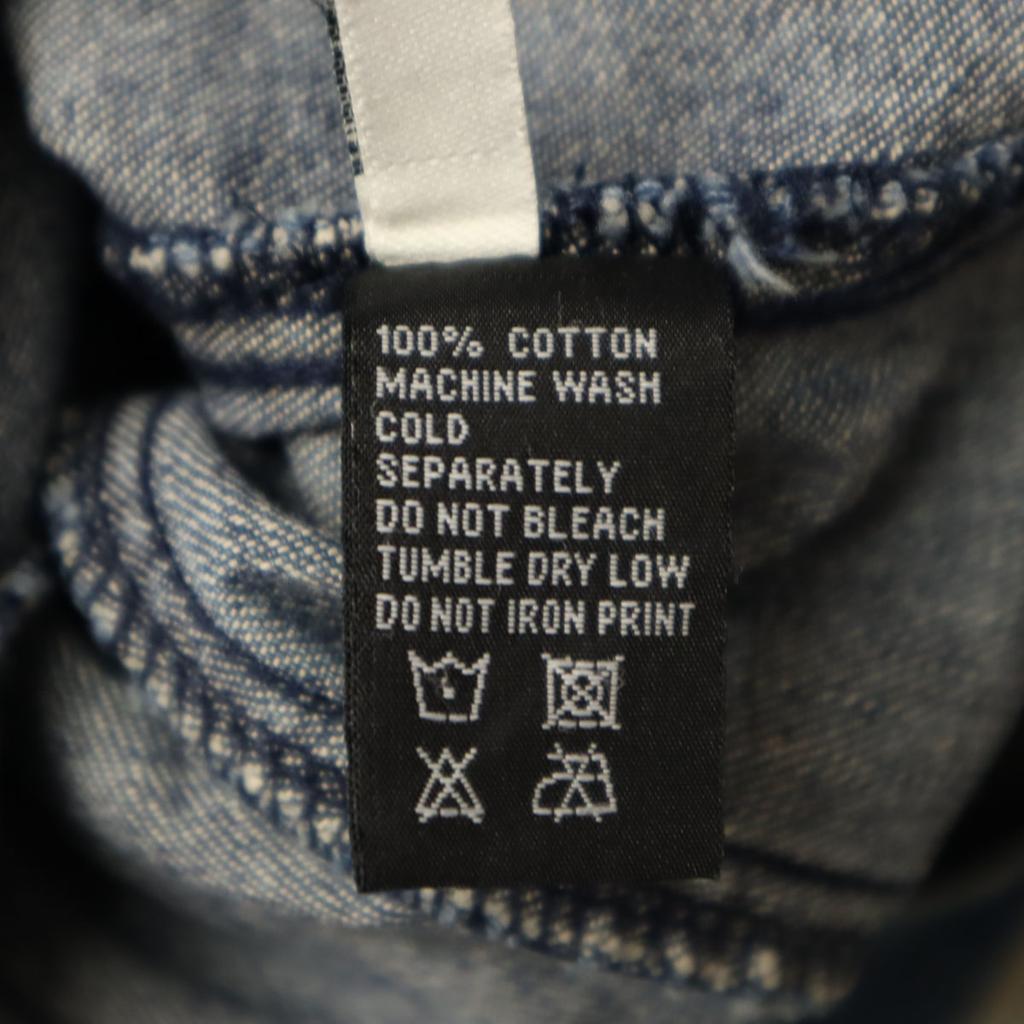 100% COTTON
MACHINE WASH
COLD
SEPARATELY
DO NOT BLEACH
TUMBLE DRY LOW
DO NOT IRON PRINT